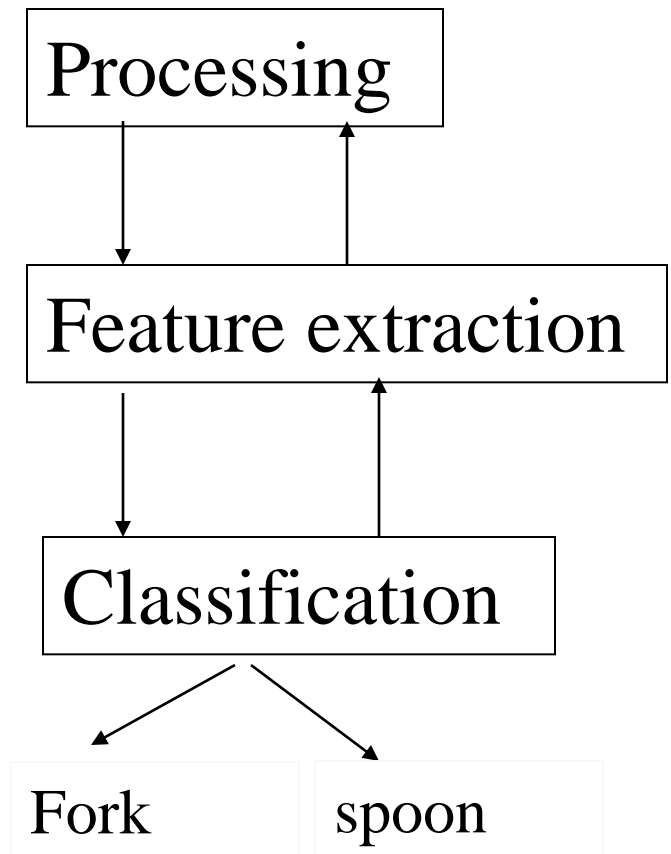 Processing
Feature extraction
Classification
Fork
spoon